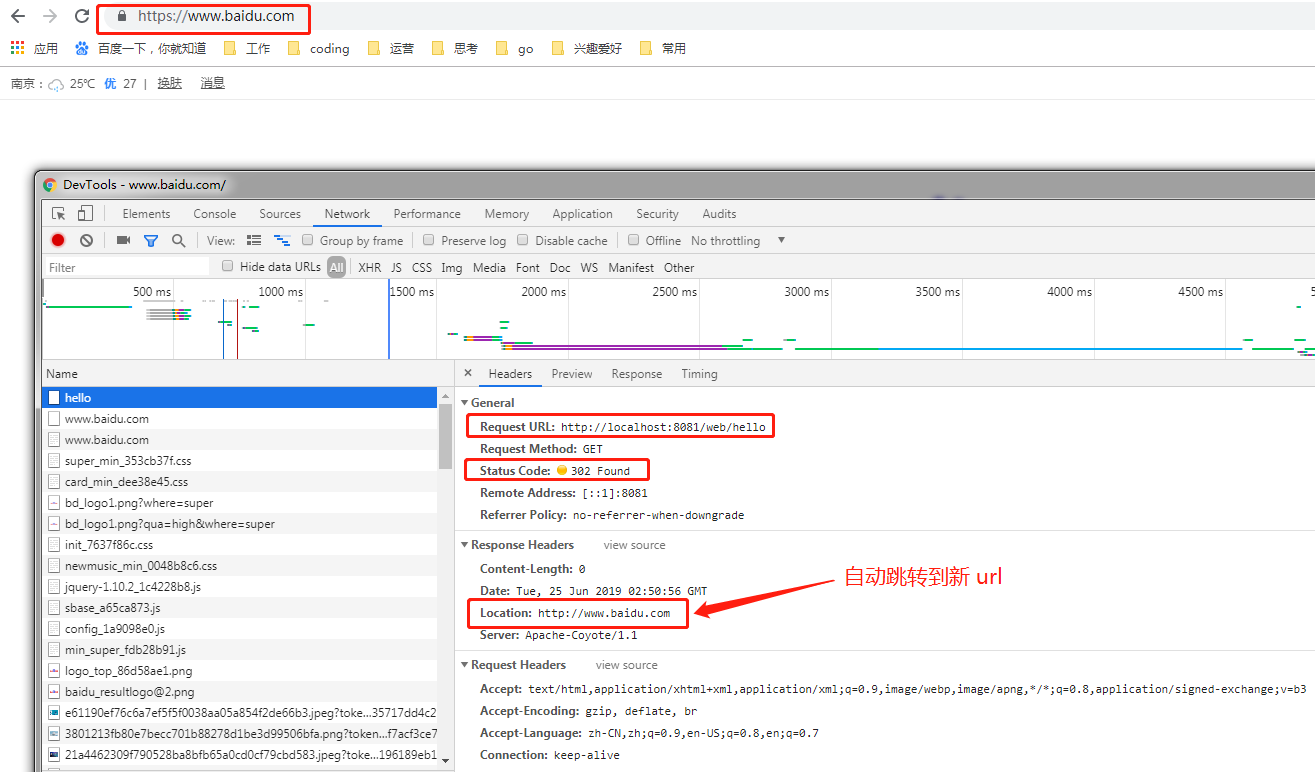 https://www.baidu.com
应用 百度一下，你就知道 工作 coding 运营 思考 go 兴趣爱好 常用
南京： 25℃ 优 27 | 换肤 消息
DevTools - www.baidu.com/
Elements Console Sources Network Performance Memory Application Security Audits
View: Group by frame Preserve log Disable cache Offline No throttling
Filter Hide data URLs All XHR JS CSS Img Media Font Doc WS Manifest Other
500 ms 1000 ms 1500 ms 2000 ms 2500 ms 3000 ms 3500 ms 4000 ms 4500 ms 5
Name
hello
www.baidu.com
www.baidu.com
super_min_353cb37f.css
card_min_dee38e45.css
bd_logo1.png?where=super
bd_logo1.png?qua=high&where=super
init_7637f86c.css
newmusic_min_0048b8c6.css
jquery-1.10.2_1c4228b8.js
sbase_a65ca873.js
config_1a9098e0.js
min_super_fdb28b91.js
logo_top_86d58ae1.png
baidu_resultlogo@2.png
e61190ef76c6a7ef5f5f0038aa05a854f2de66b3.jpeg?toke...35717dd4c2
3801213fb80e7becc701b88278d1be3d99506bfa.png?token...f7acf3ce7
21a4462309f790528ba8bfb65a0cd0cf79cbd583.jpeg?token...196189eb1
Headers Preview Response Timing
General
Request URL: http://localhost:8081/web/hello
Request Method: GET
Status Code: 302 Found
Remote Address: [::1]:8081
Referrer Policy: no-referrer-when-downgrade
Response Headers view source
Content-Length: 0
Date: Tue, 25 Jun 2019 02:50:56 GMT
Location: http://www.baidu.com
Server: Apache-Coyote/1.1
自动跳转到新 url
Request Headers view source
Accept: text/html,application/xhtml+xml,application/xml;q=0.9,image/webp,image/apng,*/*;q=0.8,application/signed-exchange;v=b3
Accept-Encoding: gzip, deflate, br
Accept-Language: zh-CN,zh;q=0.9,en-US;q=0.8,en;q=0.7
Connection: keep-alive